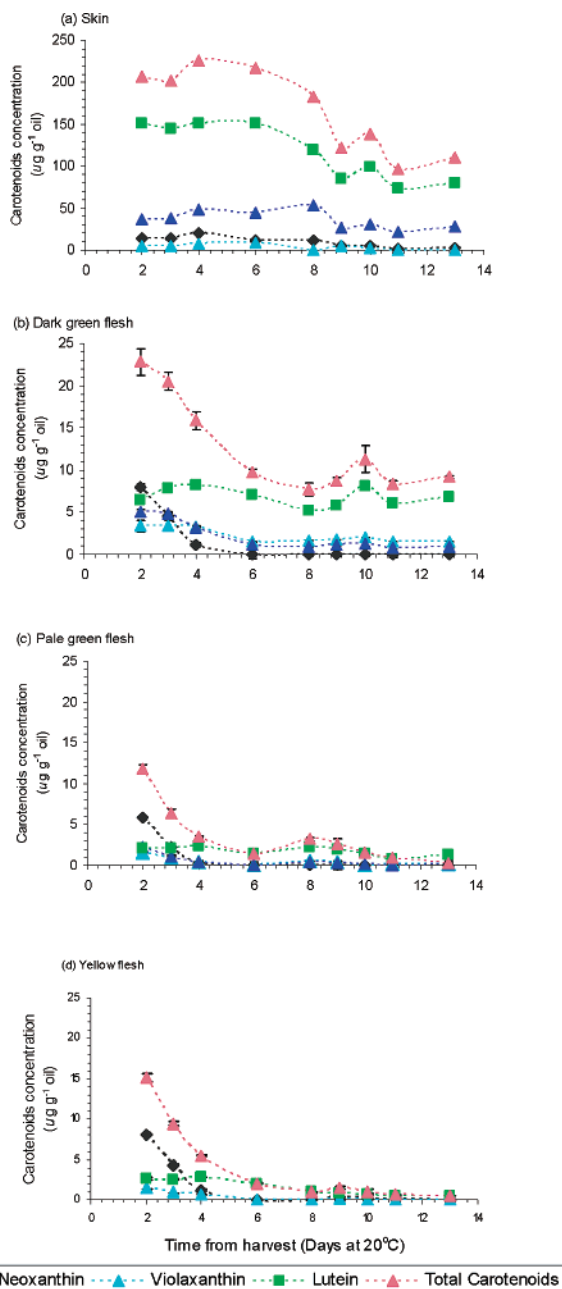 (a) Skin
Carotenoids concentration
(µg g⁻¹ oil)
250
200
150
100
50
0
0 2 4 6 8 10 12 14
(b) Dark green flesh
Carotenoids concentration
(µg g⁻¹ oil)
25
20
15
10
5
0
0 2 4 6 8 10 12 14
(c) Pale green flesh
Carotenoids concentration
(µg g⁻¹ oil)
25
20
15
10
5
0
0 2 4 6 8 10 12 14
(d) Yellow flesh
Carotenoids concentration
(µg g⁻¹ oil)
25
20
15
10
5
0
0 2 4 6 8 10 12 14
Time from harvest (Days at 20°C)
Neoxanthin Violaxanthin Lutein Total Carotenoids